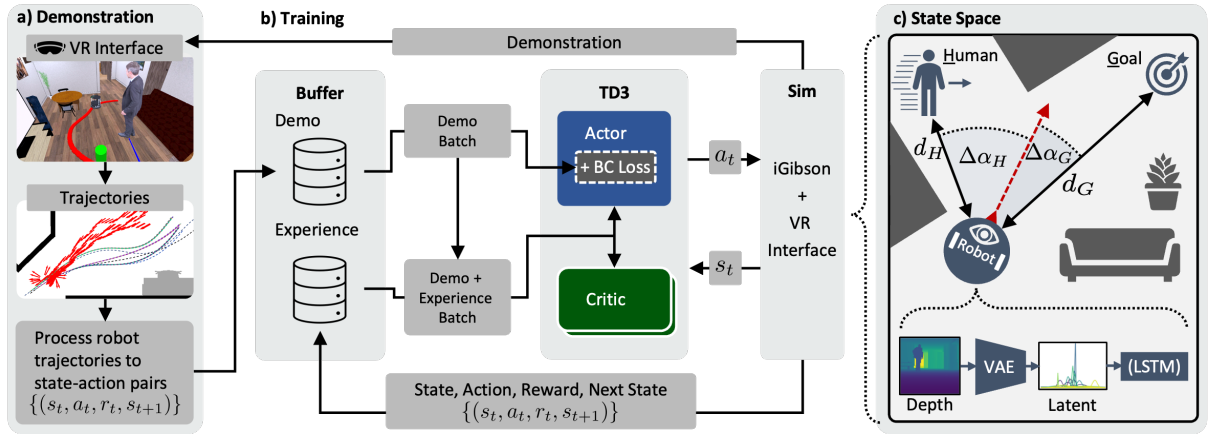 a) Demonstration
VR Interface
Trajectories
Process robot
trajectories to
state-action pairs
{(s_t, a_t, r_t, s_{t+1})}
b) Training
Demonstration
Buffer
Demo
Experience
Demo
Batch
Demo +
Experience
Batch
TD3
Actor
+ BC Loss
Critic
a_t
s_t
Sim
iGibson
+
VR
Interface
State, Action, Reward, Next State
{(s_t, a_t, r_t, s_{t+1})}
c) State Space
Human
Goal
d_H
Δα_H
Δα_G
d_G
Robot
VAE
(LSTM)
Depth
Latent